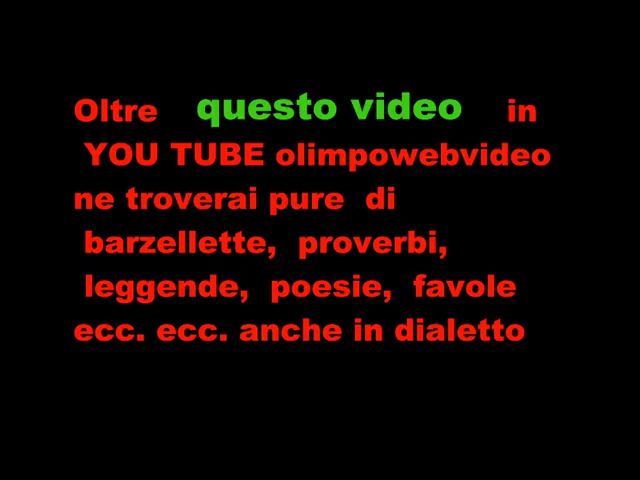 Oltre questo video in
YOU TUBE olimpowebvideo
ne troverai pure di
barzellette, proverbi,
leggende, poesie, favole
ecc. ecc. anche in dialetto